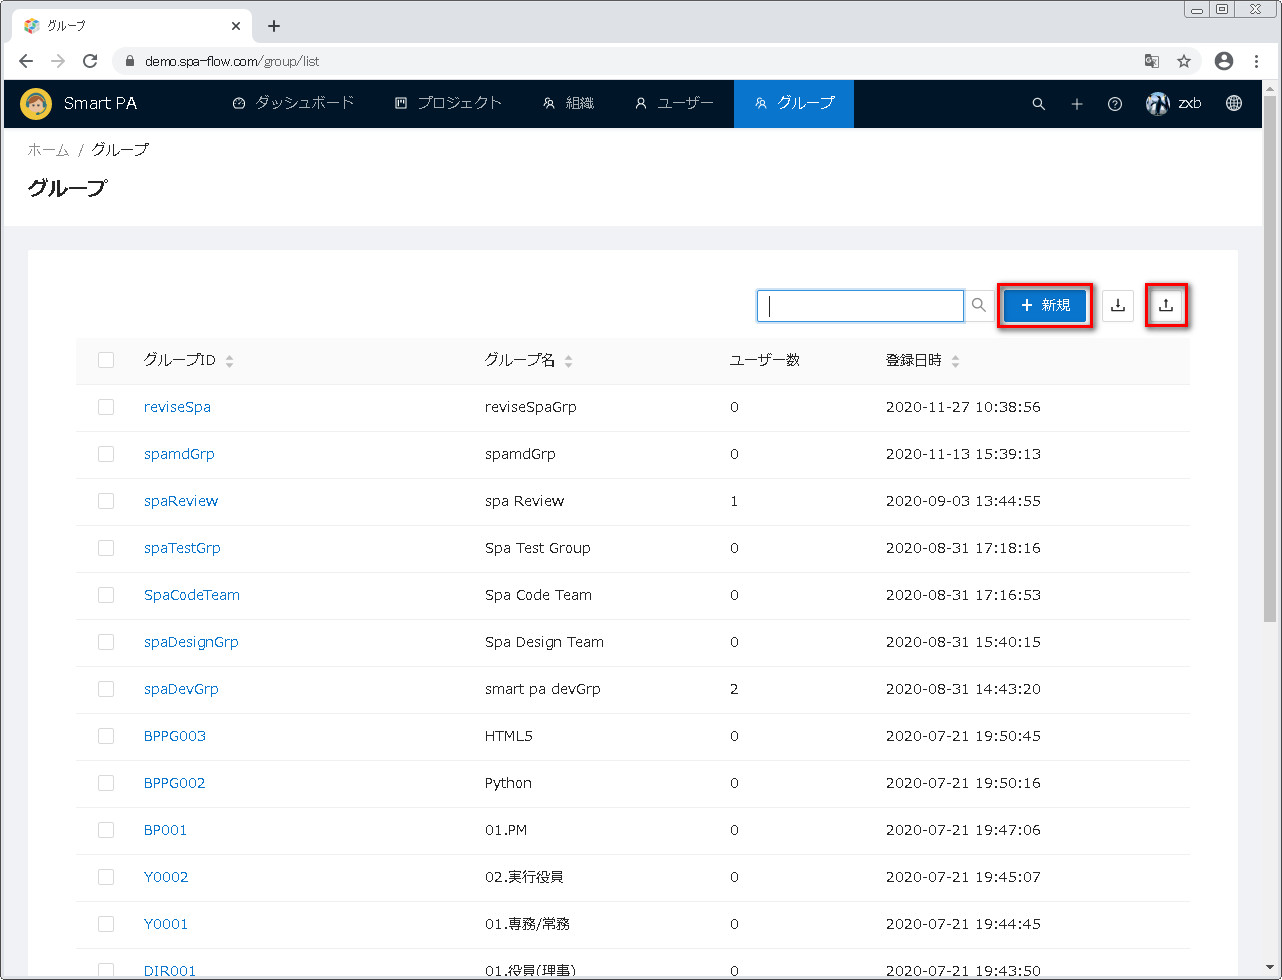 グループ
demo.spa-flow.com/group/list
Smart PA
ダッシュボード
プロジェクト
組織
ユーザー
グループ
zxb
ホーム / グループ
グループ
+ 新規
グループID グループ名 ユーザー数 登録日時
reviseSpa reviseSpaGrp 0 2020-11-27 10:38:56
spamdGrp spamdGrp 0 2020-11-13 15:39:13
spaReview spa Review 1 2020-09-03 13:44:55
spaTestGrp Spa Test Group 0 2020-08-31 17:18:16
SpaCodeTeam Spa Code Team 0 2020-08-31 17:16:53
spaDesignGrp Spa Design Team 0 2020-08-31 15:40:15
spaDevGrp smart pa devGrp 2 2020-08-31 14:43:20
BPPG003 HTML5 0 2020-07-21 19:50:45
BPPG002 Python 0 2020-07-21 19:50:16
BP001 01.PM 0 2020-07-21 19:47:06
Y0002 02.実行役員 0 2020-07-21 19:45:07
Y0001 01.専務/常務 0 2020-07-21 19:44:45
DIR001 01.役員(理事) 0 2020-07-21 19:43:50